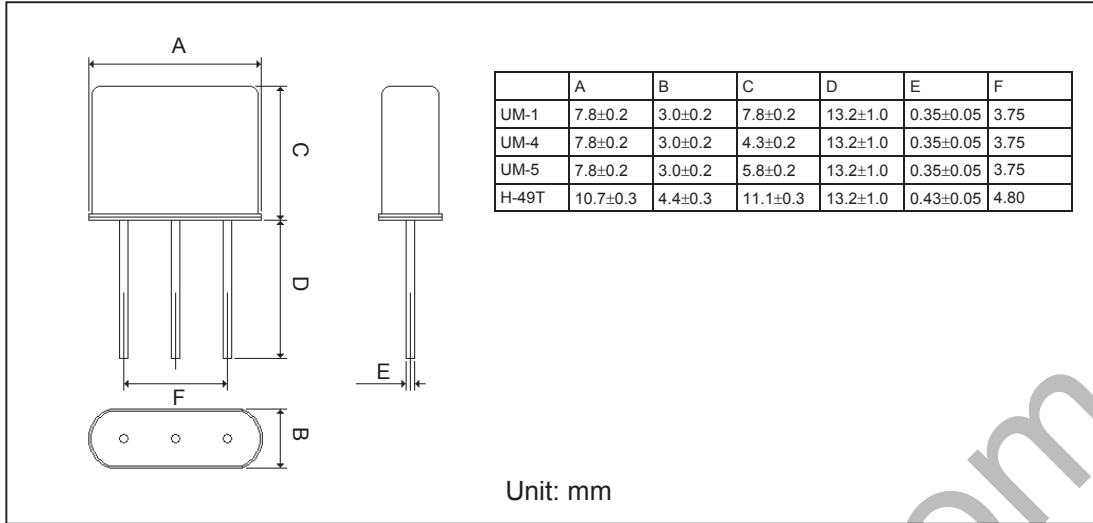 A
C
D
F
B
E
A B C D E F
UM-1 7.8±0.2 3.0±0.2 7.8±0.2 13.2±1.0 0.35±0.05 3.75
UM-4 7.8±0.2 3.0±0.2 4.3±0.2 13.2±1.0 0.35±0.05 3.75
UM-5 7.8±0.2 3.0±0.2 5.8±0.2 13.2±1.0 0.35±0.05 3.75
H-49T 10.7±0.3 4.4±0.3 11.1±0.3 13.2±1.0 0.43±0.05 4.80
Unit: mm
om